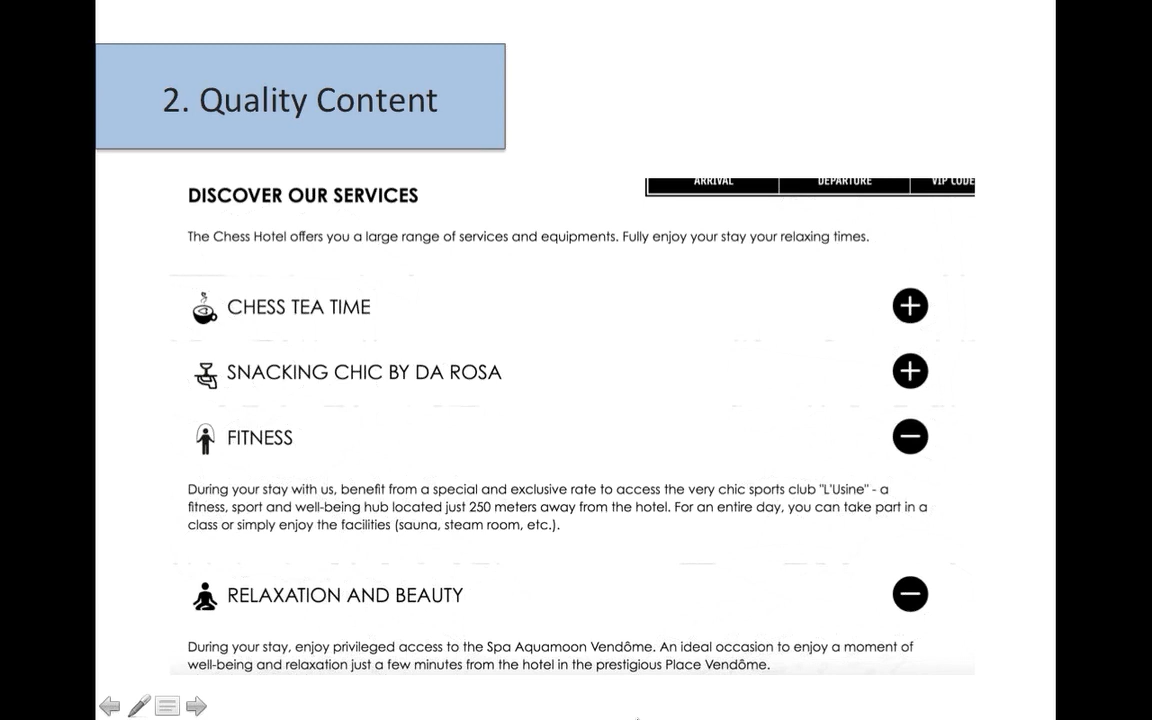 2. Quality Content
ARRIVAL DEPARTURE VIP CODE
DISCOVER OUR SERVICES
The Chess Hotel offers you a large range of services and equipments. Fully enjoy your stay your relaxing times.
CHESS TEA TIME
SNACKING CHIC BY DA ROSA
FITNESS
During your stay with us, benefit from a special and exclusive rate to access the very chic sports club "L'Usine" - a
fitness, sport and well-being hub located just 250 meters away from the hotel. For an entire day, you can take part in a
class or simply enjoy the facilities (sauna, steam room, etc.).
RELAXATION AND BEAUTY
During your stay, enjoy privileged access to the Spa Aquamoon Vendôme. An ideal occasion to enjoy a moment of
well-being and relaxation just a few minutes from the hotel in the prestigious Place Vendôme.